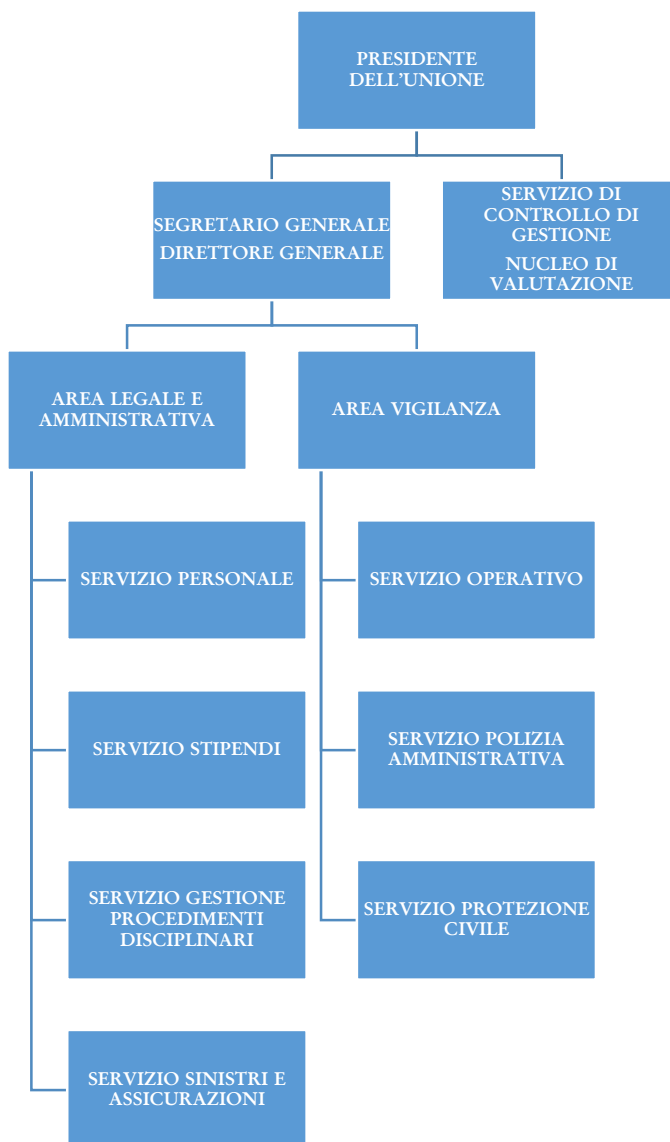 PRESIDENTE
DELL’UNIONE
SEGRETARIO GENERALE
DIRETTORE GENERALE
SERVIZIO DI
CONTROLLO DI
GESTIONE
NUCLEO DI
VALUTAZIONE
AREA LEGALE E
AMMINISTRATIVA
AREA VIGILANZA
SERVIZIO PERSONALE
SERVIZIO OPERATIVO
SERVIZIO STIPENDI
SERVIZIO POLIZIA
AMMINISTRATIVA
SERVIZIO GESTIONE
PROCEDIMENTI
DISCIPLINARI
SERVIZIO PROTEZIONE
CIVILE
SERVIZIO SINISTRI E
ASSICURAZIONI